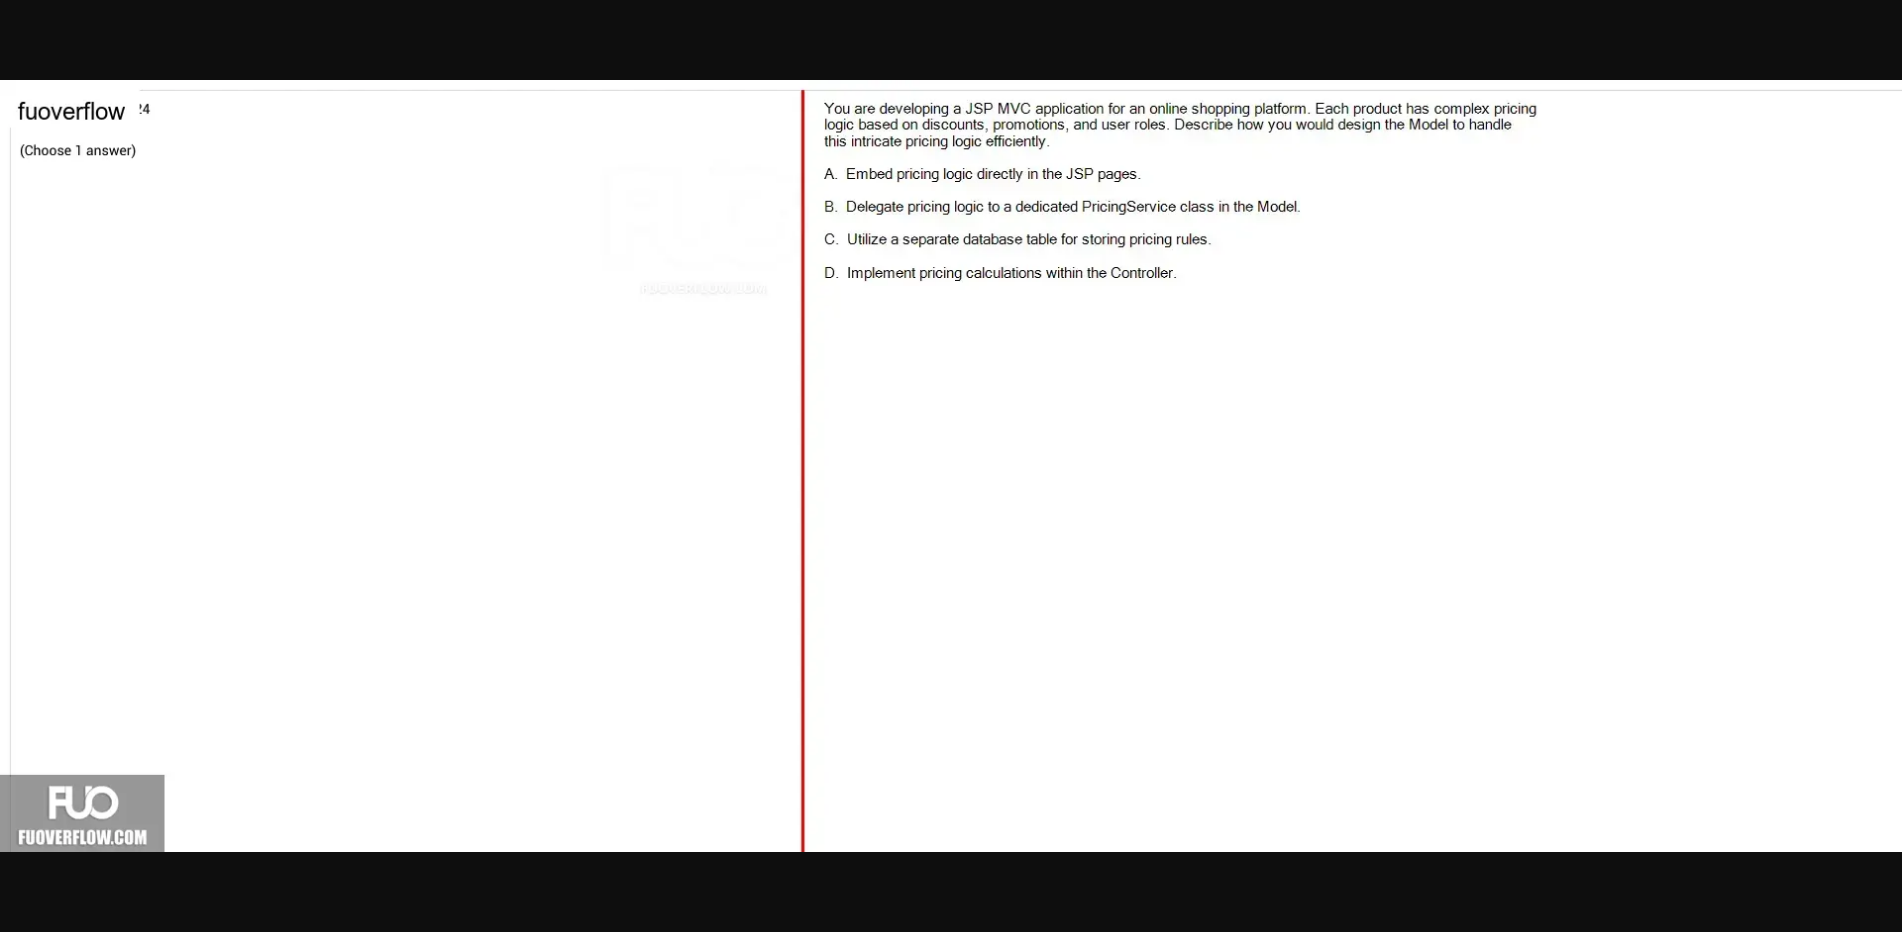 fuoverflow
24
(Choose 1 answer)
You are developing a JSP MVC application for an online shopping platform. Each product has complex pricing
logic based on discounts, promotions, and user roles. Describe how you would design the Model to handle
this intricate pricing logic efficiently.
A. Embed pricing logic directly in the JSP pages.
B. Delegate pricing logic to a dedicated PricingService class in the Model.
C. Utilize a separate database table for storing pricing rules.
D. Implement pricing calculations within the Controller.
FUO
FUOVERFLOW.COM
FUO
FUOVERFLOW.COM